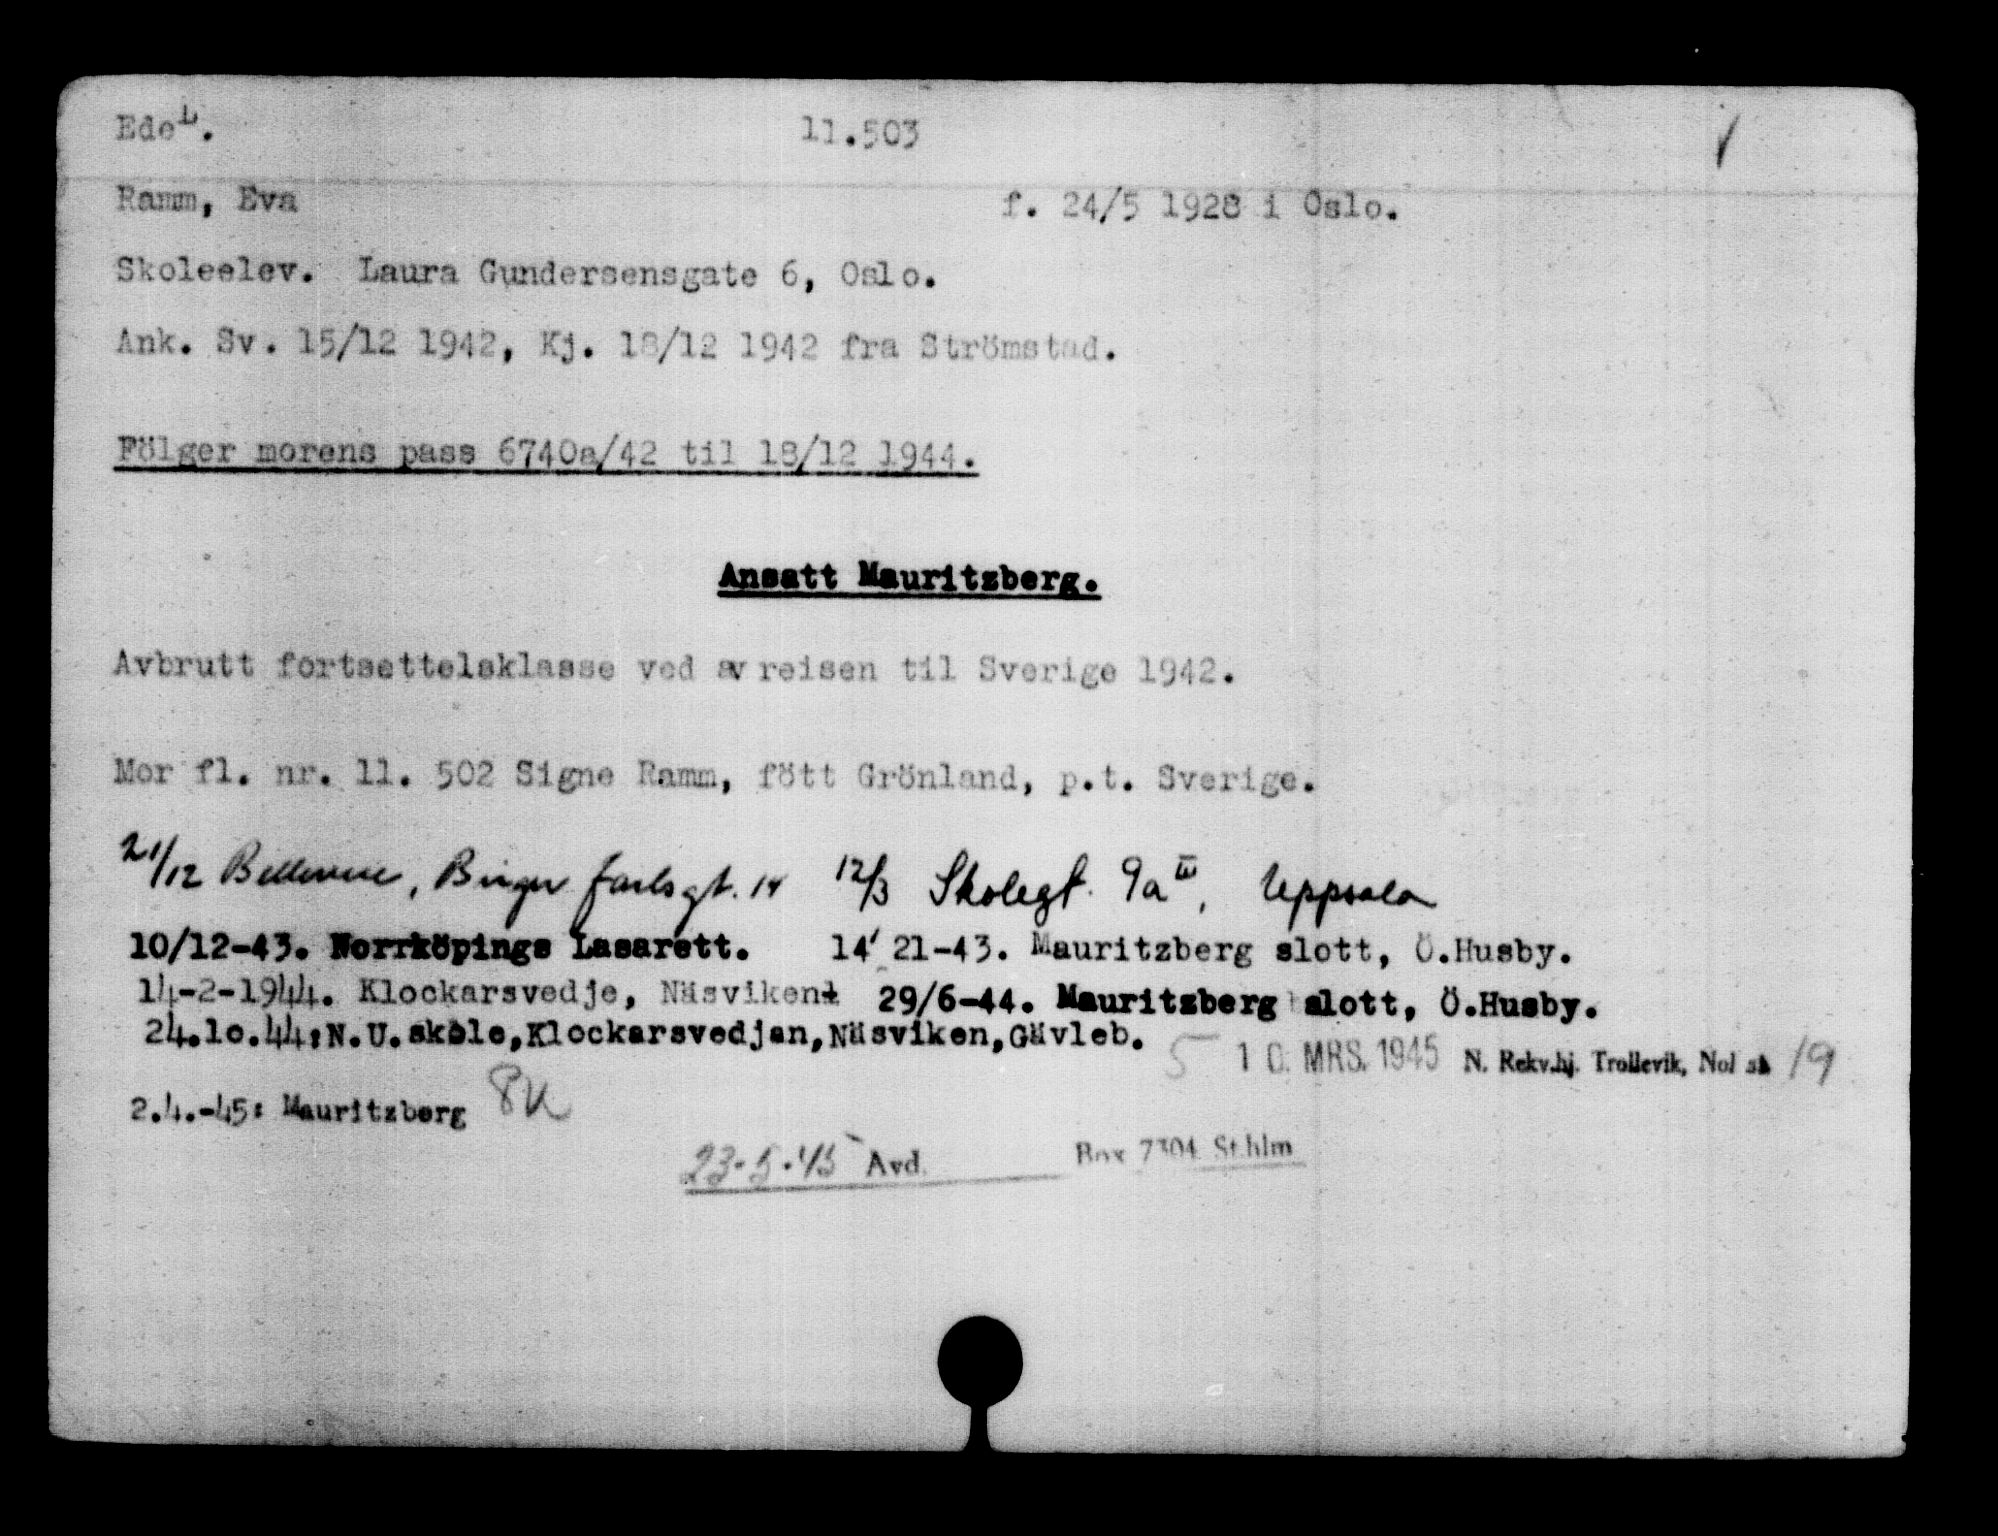 EdeL. 11.503
Ramm, Eva f. 24/5 1928 i Oslo.
Skoleelev. Laura Gundersensgate 6, Oslo.
Ank. Sv. 15/12 1942, Kj. 18/12 1942 fra Strömstad.
Fölger morens pass 6740a/42 til 18/12 1944.
Ansatt Mauritzberg.
Avbrutt fortsettelsklasse ved avreisen til Sverige 1942.
Mor fl. nr. 11. 502 Signe Ramm, fött Grönland, p.t. Sverige.
21/12 Bellevue, Birger Jarlsgt. 14 12/3 Skolegt. 9a III, Uppsala
10/12-43. Norrköpings Lasarett. 14' 21-43. Mauritzberg slott, Ö.Husby.
14-2-1944. Klockarsvedje, Näsviken 29/6-44. Mauritzberg slott, Ö.Husby.
24.10.44:N.U.skole,Klockarsvedjan,Näsviken,Gävleb.
5 10. MRS. 1945 N. Rekv.hj. Trollevik, Nol st 19
2.4.-45: Mauritzberg 8K
23-5-45 Avd. Box 7304 St.hlm